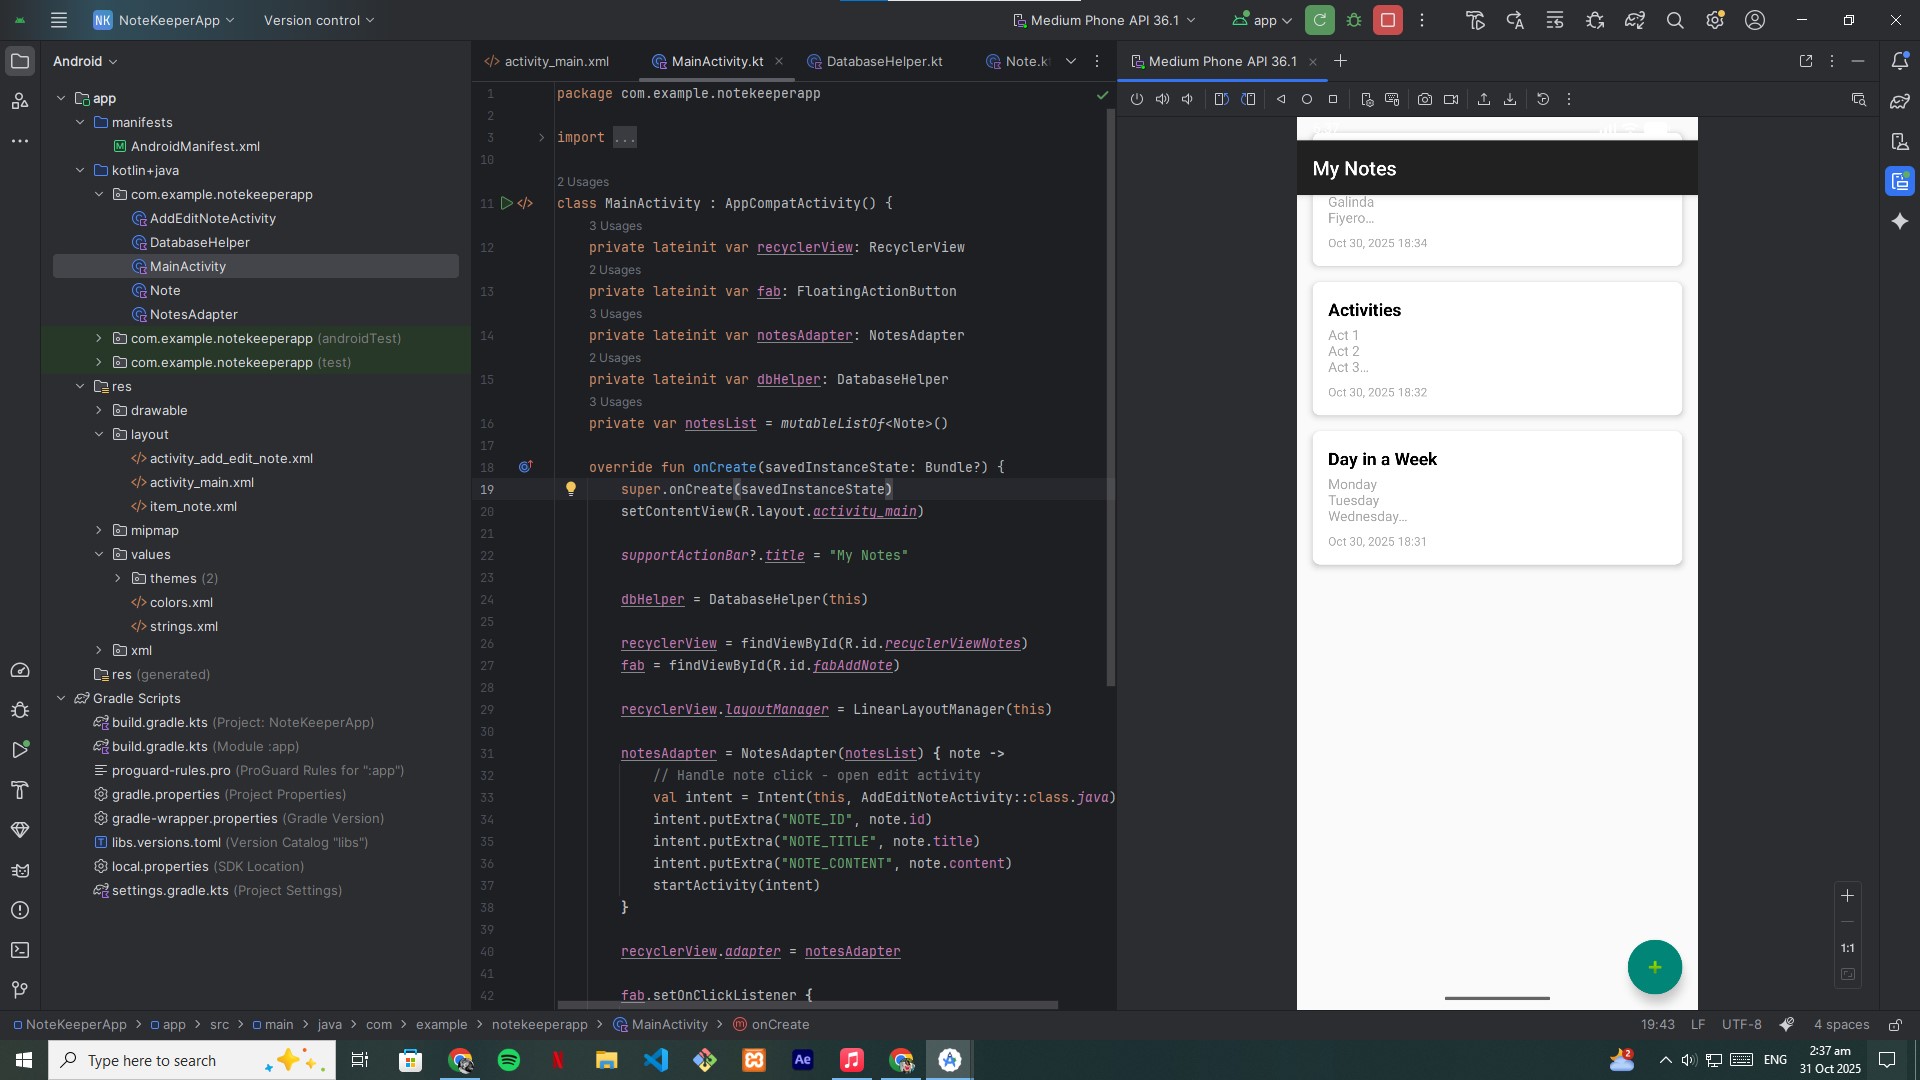 NK NoteKeeperApp Version control Medium Phone API 36.1 app
Android
app
manifests
AndroidManifest.xml
kotlin+java
com.example.notekeeperapp
AddEditNoteActivity
DatabaseHelper
MainActivity
Note
NotesAdapter
com.example.notekeeperapp (androidTest)
com.example.notekeeperapp (test)
res
drawable
layout
activity_add_edit_note.xml
activity_main.xml
item_note.xml
mipmap
values
themes (2)
colors.xml
strings.xml
xml
res (generated)
Gradle Scripts
build.gradle.kts (Project: NoteKeeperApp)
build.gradle.kts (Module :app)
proguard-rules.pro (ProGuard Rules for ":app")
gradle.properties (Project Properties)
gradle-wrapper.properties (Gradle Version)
libs.versions.toml (Version Catalog "libs")
local.properties (SDK Location)
settings.gradle.kts (Project Settings)
activity_main.xml MainActivity.kt DatabaseHelper.kt Note.k
1 package com.example.notekeeperapp
2
3 import ...
10
2 Usages
11 class MainActivity : AppCompatActivity() {
3 Usages
12 private lateinit var recyclerView: RecyclerView
2 Usages
13 private lateinit var fab: FloatingActionButton
3 Usages
14 private lateinit var notesAdapter: NotesAdapter
2 Usages
15 private lateinit var dbHelper: DatabaseHelper
3 Usages
16 private var notesList = mutableListOf<Note>()
17
18 override fun onCreate(savedInstanceState: Bundle?) {
19 super.onCreate(savedInstanceState)
20 setContentView(R.layout.activity_main)
21
22 supportActionBar?.title = "My Notes"
23
24 dbHelper = DatabaseHelper(this)
25
26 recyclerView = findViewById(R.id.recyclerViewNotes)
27 fab = findViewById(R.id.fabAddNote)
28
29 recyclerView.layoutManager = LinearLayoutManager(this)
30
31 notesAdapter = NotesAdapter(notesList) { note ->
32 // Handle note click - open edit activity
33 val intent = Intent(this, AddEditNoteActivity::class.java)
34 intent.putExtra("NOTE_ID", note.id)
35 intent.putExtra("NOTE_TITLE", note.title)
36 intent.putExtra("NOTE_CONTENT", note.content)
37 startActivity(intent)
38 }
39
40 recyclerView.adapter = notesAdapter
41
42 fab.setOnClickListener {
Medium Phone API 36.1
My Notes
Galinda
Fiyero...
Oct 30, 2025 18:34
Activities
Act 1
Act 2
Act 3...
Oct 30, 2025 18:32
Day in a Week
Monday
Tuesday
Wednesday...
Oct 30, 2025 18:31
+
1:1
NoteKeeperApp > app > src > main > java > com > example > notekeeperapp > MainActivity > onCreate
19:43 LF UTF-8 4 spaces
Type here to search
Ae
2
ENG
2:37 am
31 Oct 2025